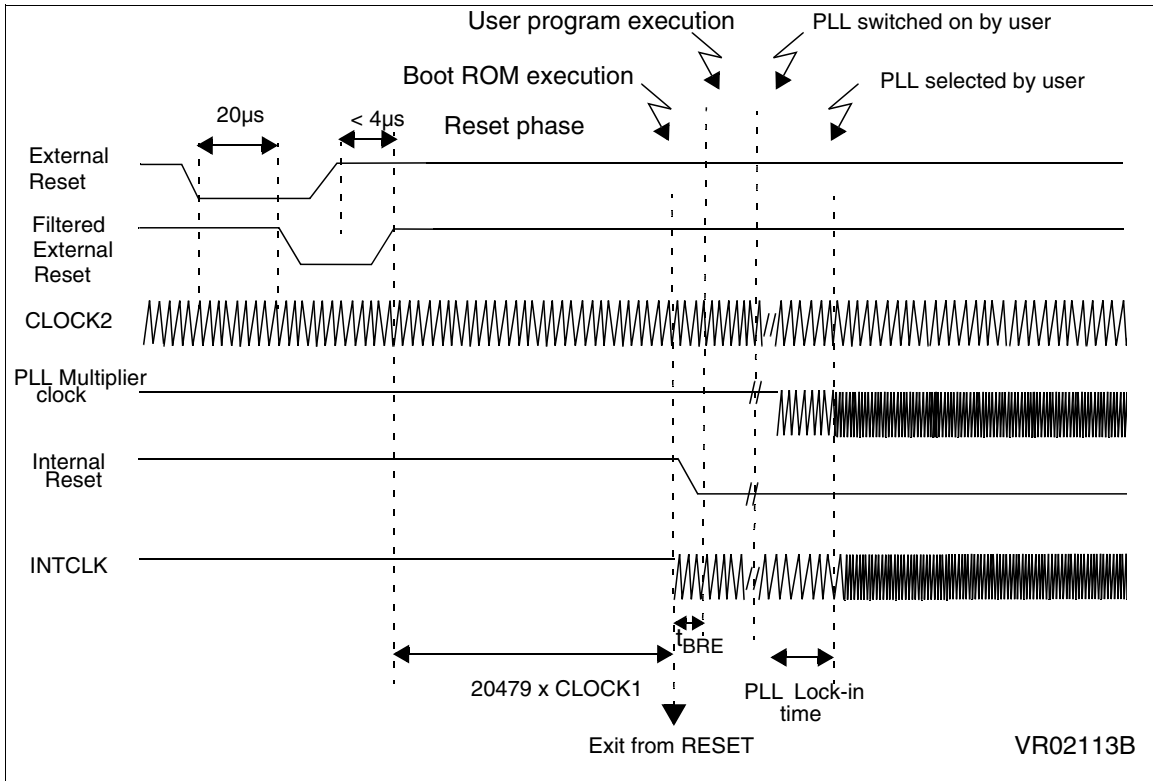 User program execution
PLL switched on by user
Boot ROM execution
PLL selected by user
20µs
< 4µs
Reset phase
External
Reset
Filtered
External
Reset
CLOCK2
PLL Multiplier
clock
Internal
Reset
INTCLK
tBRE
20479 x CLOCK1
PLL Lock-in
time
Exit from RESET
VR02113B